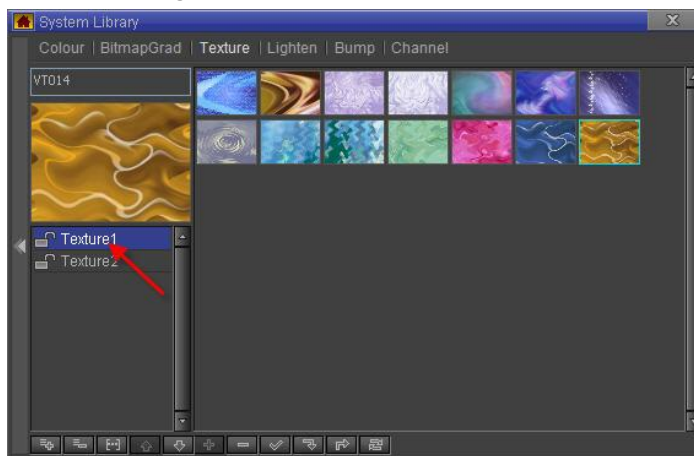 System Library
Colour | BitmapGrad | Texture | Lighten | Bump | Channel
VT014
Texture1
Texture2